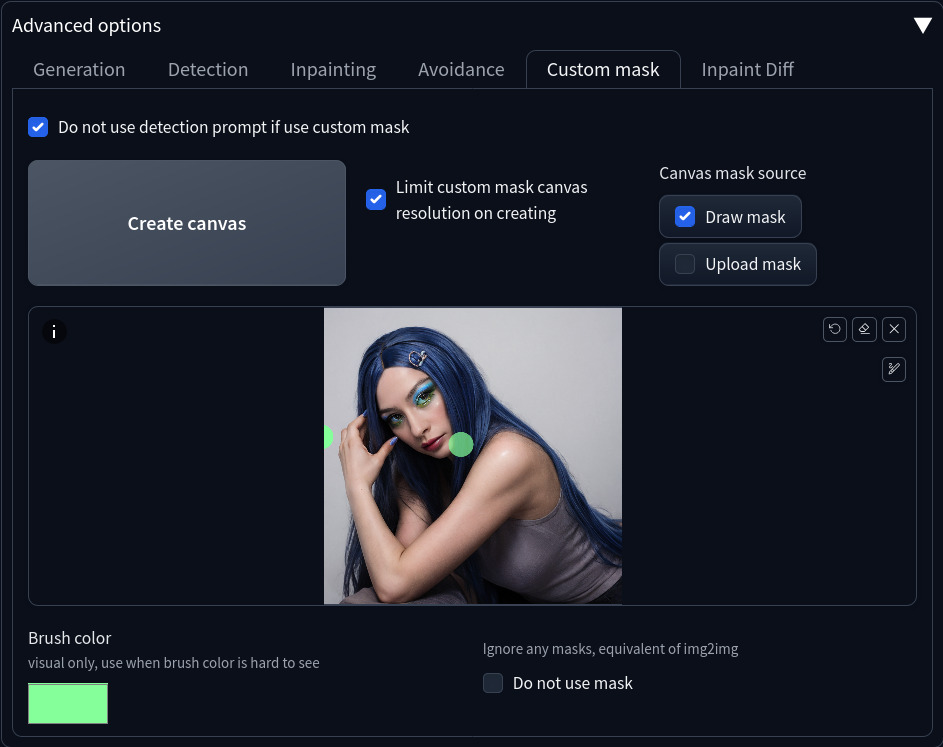 Advanced options
Generation Detection Inpainting Avoidance Custom mask Inpaint Diff
Do not use detection prompt if use custom mask
Create canvas
Limit custom mask canvas
resolution on creating
Canvas mask source
Draw mask
Upload mask
i
Brush color
visual only, use when brush color is hard to see
Ignore any masks, equivalent of img2img
Do not use mask